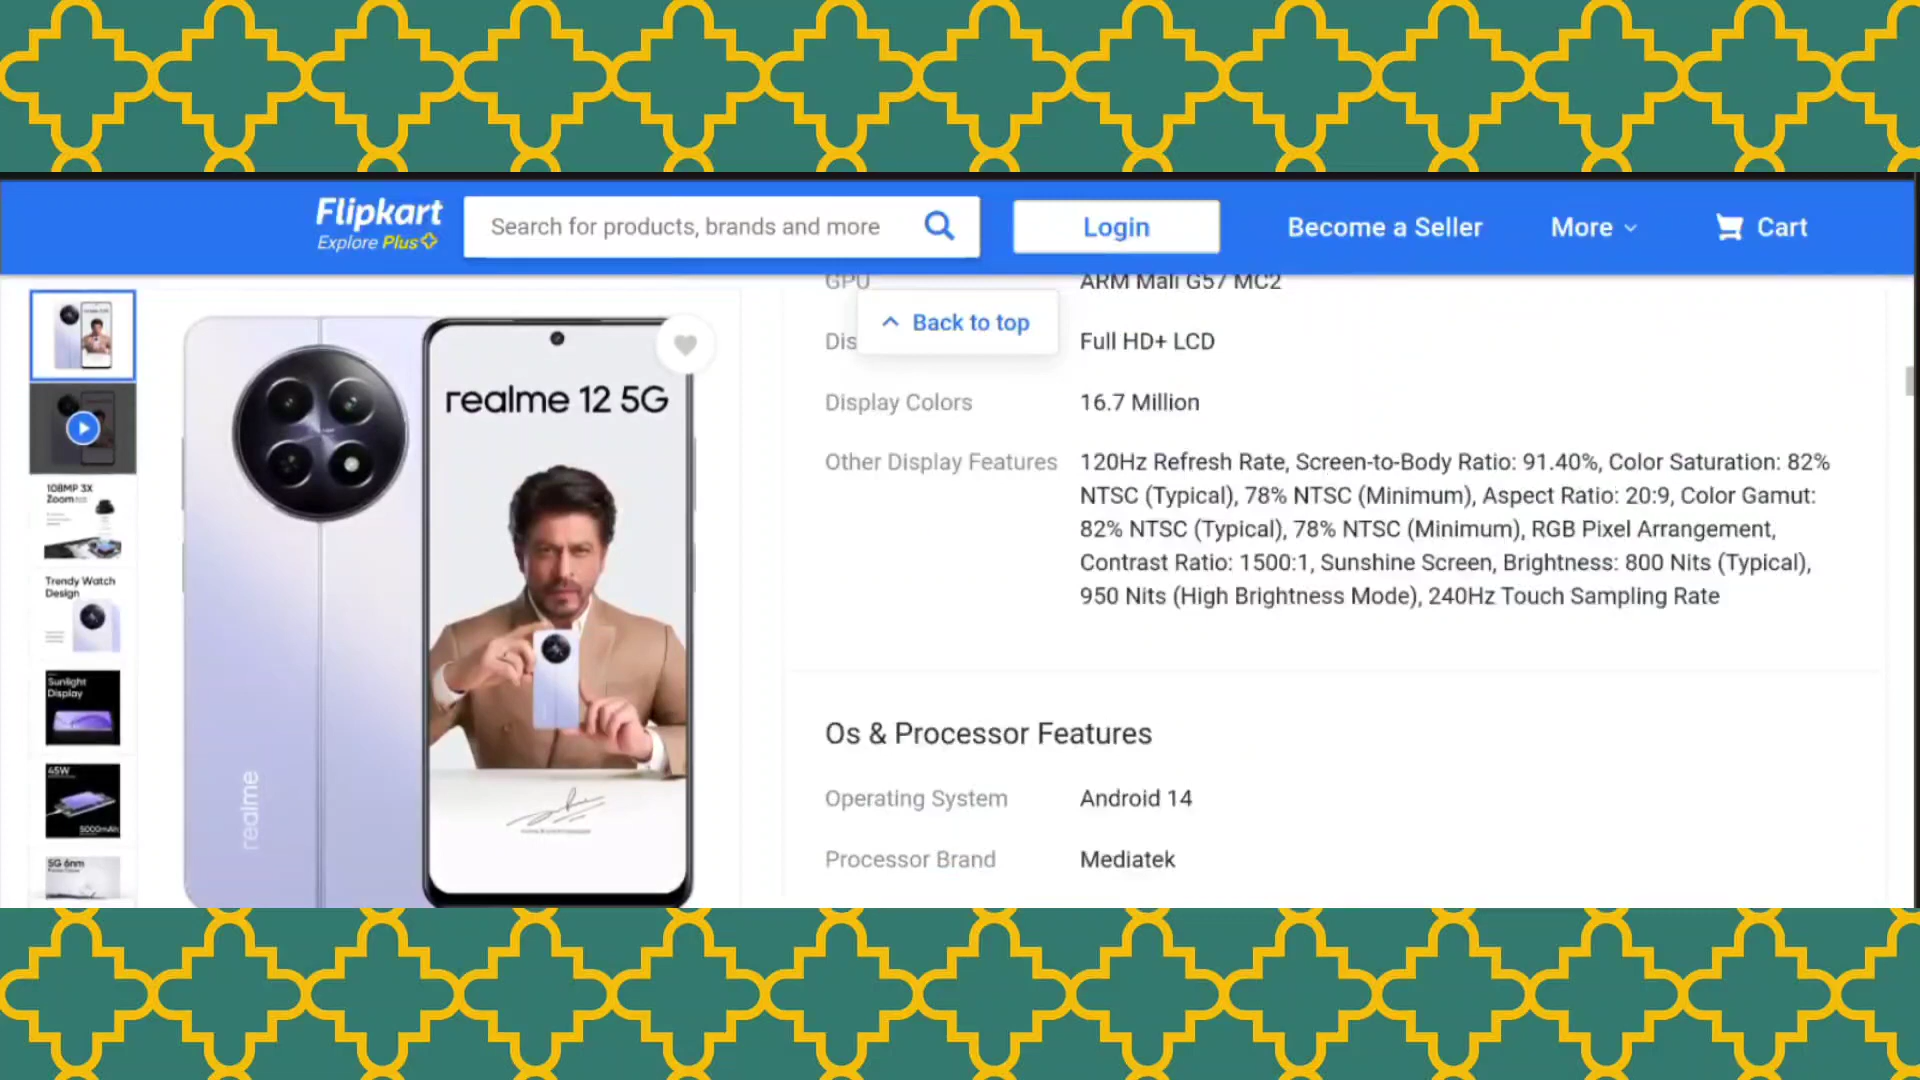 Flipkart
Explore Plus
Search for products, brands and more
Login
Become a Seller
More
Cart
GPU
ARM Mali G57 MC2
Back to top
Dis
Full HD+ LCD
Display Colors
16.7 Million
Other Display Features
120Hz Refresh Rate, Screen-to-Body Ratio: 91.40%, Color Saturation: 82%
NTSC (Typical), 78% NTSC (Minimum), Aspect Ratio: 20:9, Color Gamut:
82% NTSC (Typical), 78% NTSC (Minimum), RGB Pixel Arrangement,
Contrast Ratio: 1500:1, Sunshine Screen, Brightness: 800 Nits (Typical),
950 Nits (High Brightness Mode), 240Hz Touch Sampling Rate
Os & Processor Features
Operating System
Android 14
Processor Brand
Mediatek
realme 12 5G
realme
108MP 3X
Zoom
Trendy Watch
Design
Sunlight
Display
45W
5000mAh
5G 6nm